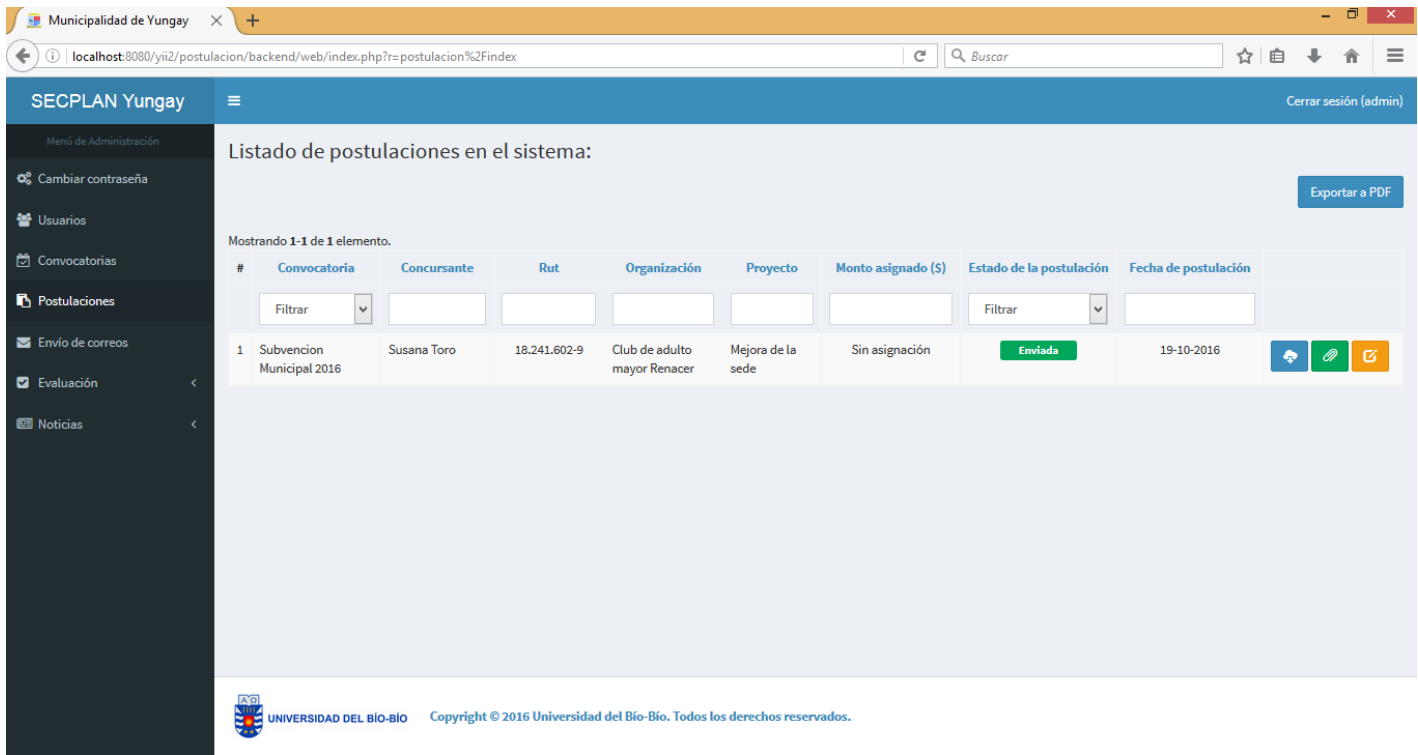 Municipalidad de Yungay
localhost:8080/yii2/postulacion/backend/web/index.php?r=postulacion%2Findex
Buscar
SECPLAN Yungay
Cerrar sesión (admin)
Menú de Administración
Cambiar contraseña
Usuarios
Convocatorias
Postulaciones
Envío de correos
Evaluación
Noticias
Listado de postulaciones en el sistema:
Exportar a PDF
Mostrando 1-1 de 1 elemento.
# Convocatoria Concursante Rut Organización Proyecto Monto asignado ($) Estado de la postulación Fecha de postulación
Filtrar Filtrar
1 Subvencion Susana Toro 18.241.602-9 Club de adulto Mejora de la Sin asignación Enviada 19-10-2016
Municipal 2016 mayor Renacer sede
UNIVERSIDAD DEL BÍO-BÍO Copyright © 2016 Universidad del Bío-Bío. Todos los derechos reservados.